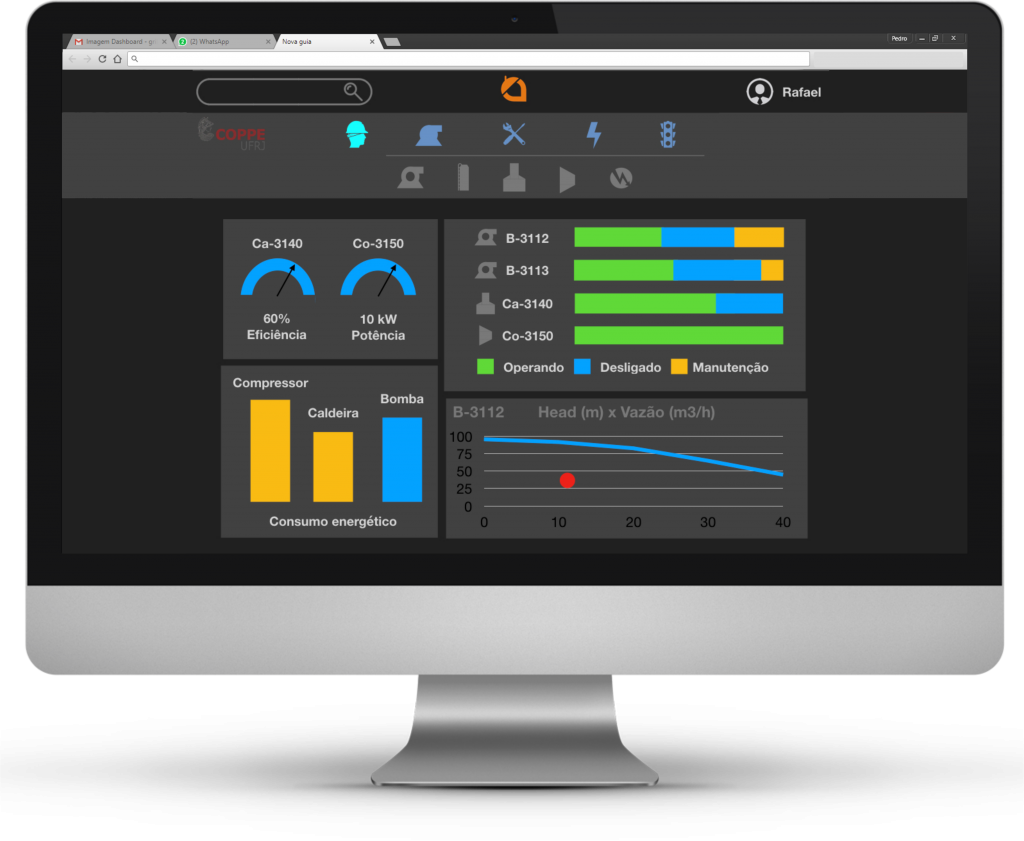 Imagem Dashboard - g
(2) WhatsApp
Nova guia
Pedro
Rafael
COPPE
UFRJ
Ca-3140
Co-3150
60%
Eficiência
10 kW
Potência
B-3112
B-3113
Ca-3140
Co-3150
Operando
Desligado
Manutenção
Compressor
Caldeira
Bomba
Consumo energético
B-3112
Head (m) x Vazão (m3/h)
100
75
50
25
0
0
10
20
30
40